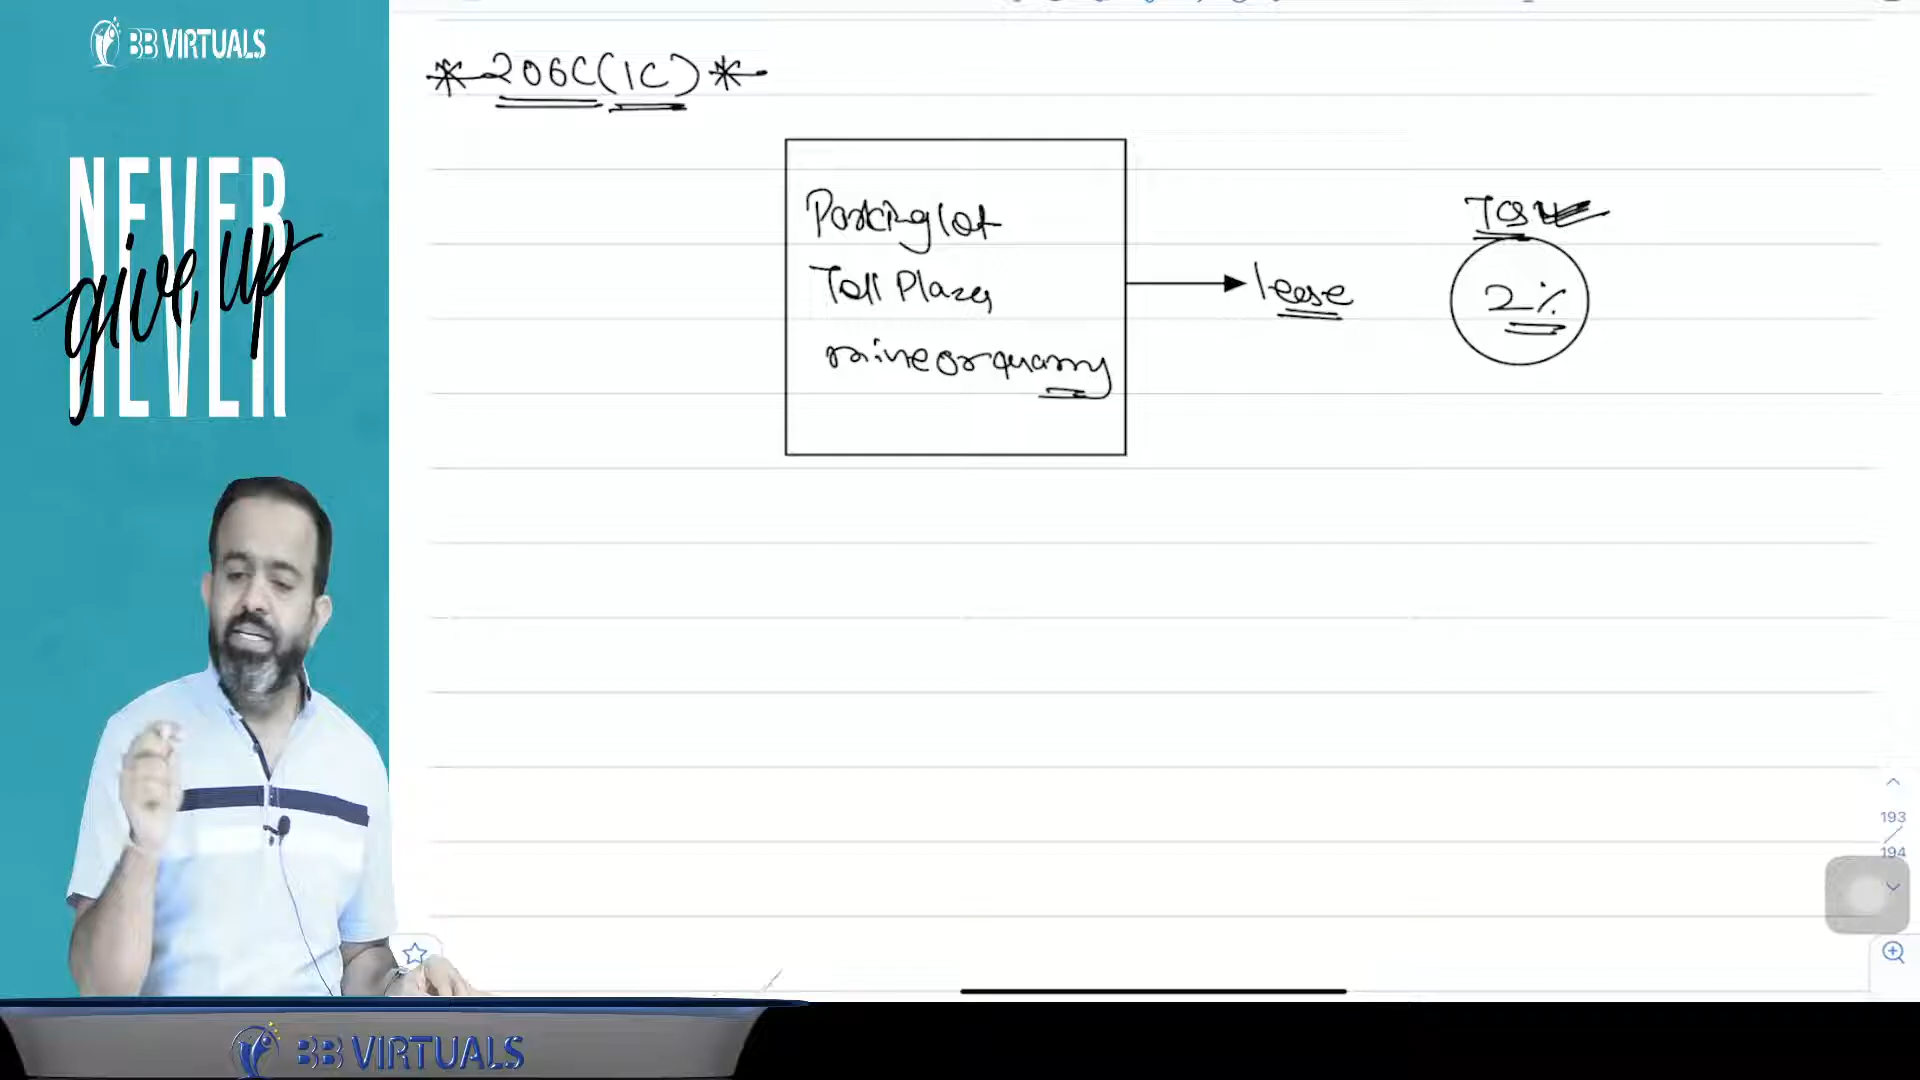 BB VIRTUALS
NEVER
give up
NEVER
* 206C(1C) *
Parking lot
Toll Plaza
mine or quarry
lease
TCS
2%
193
194
BB VIRTUALS